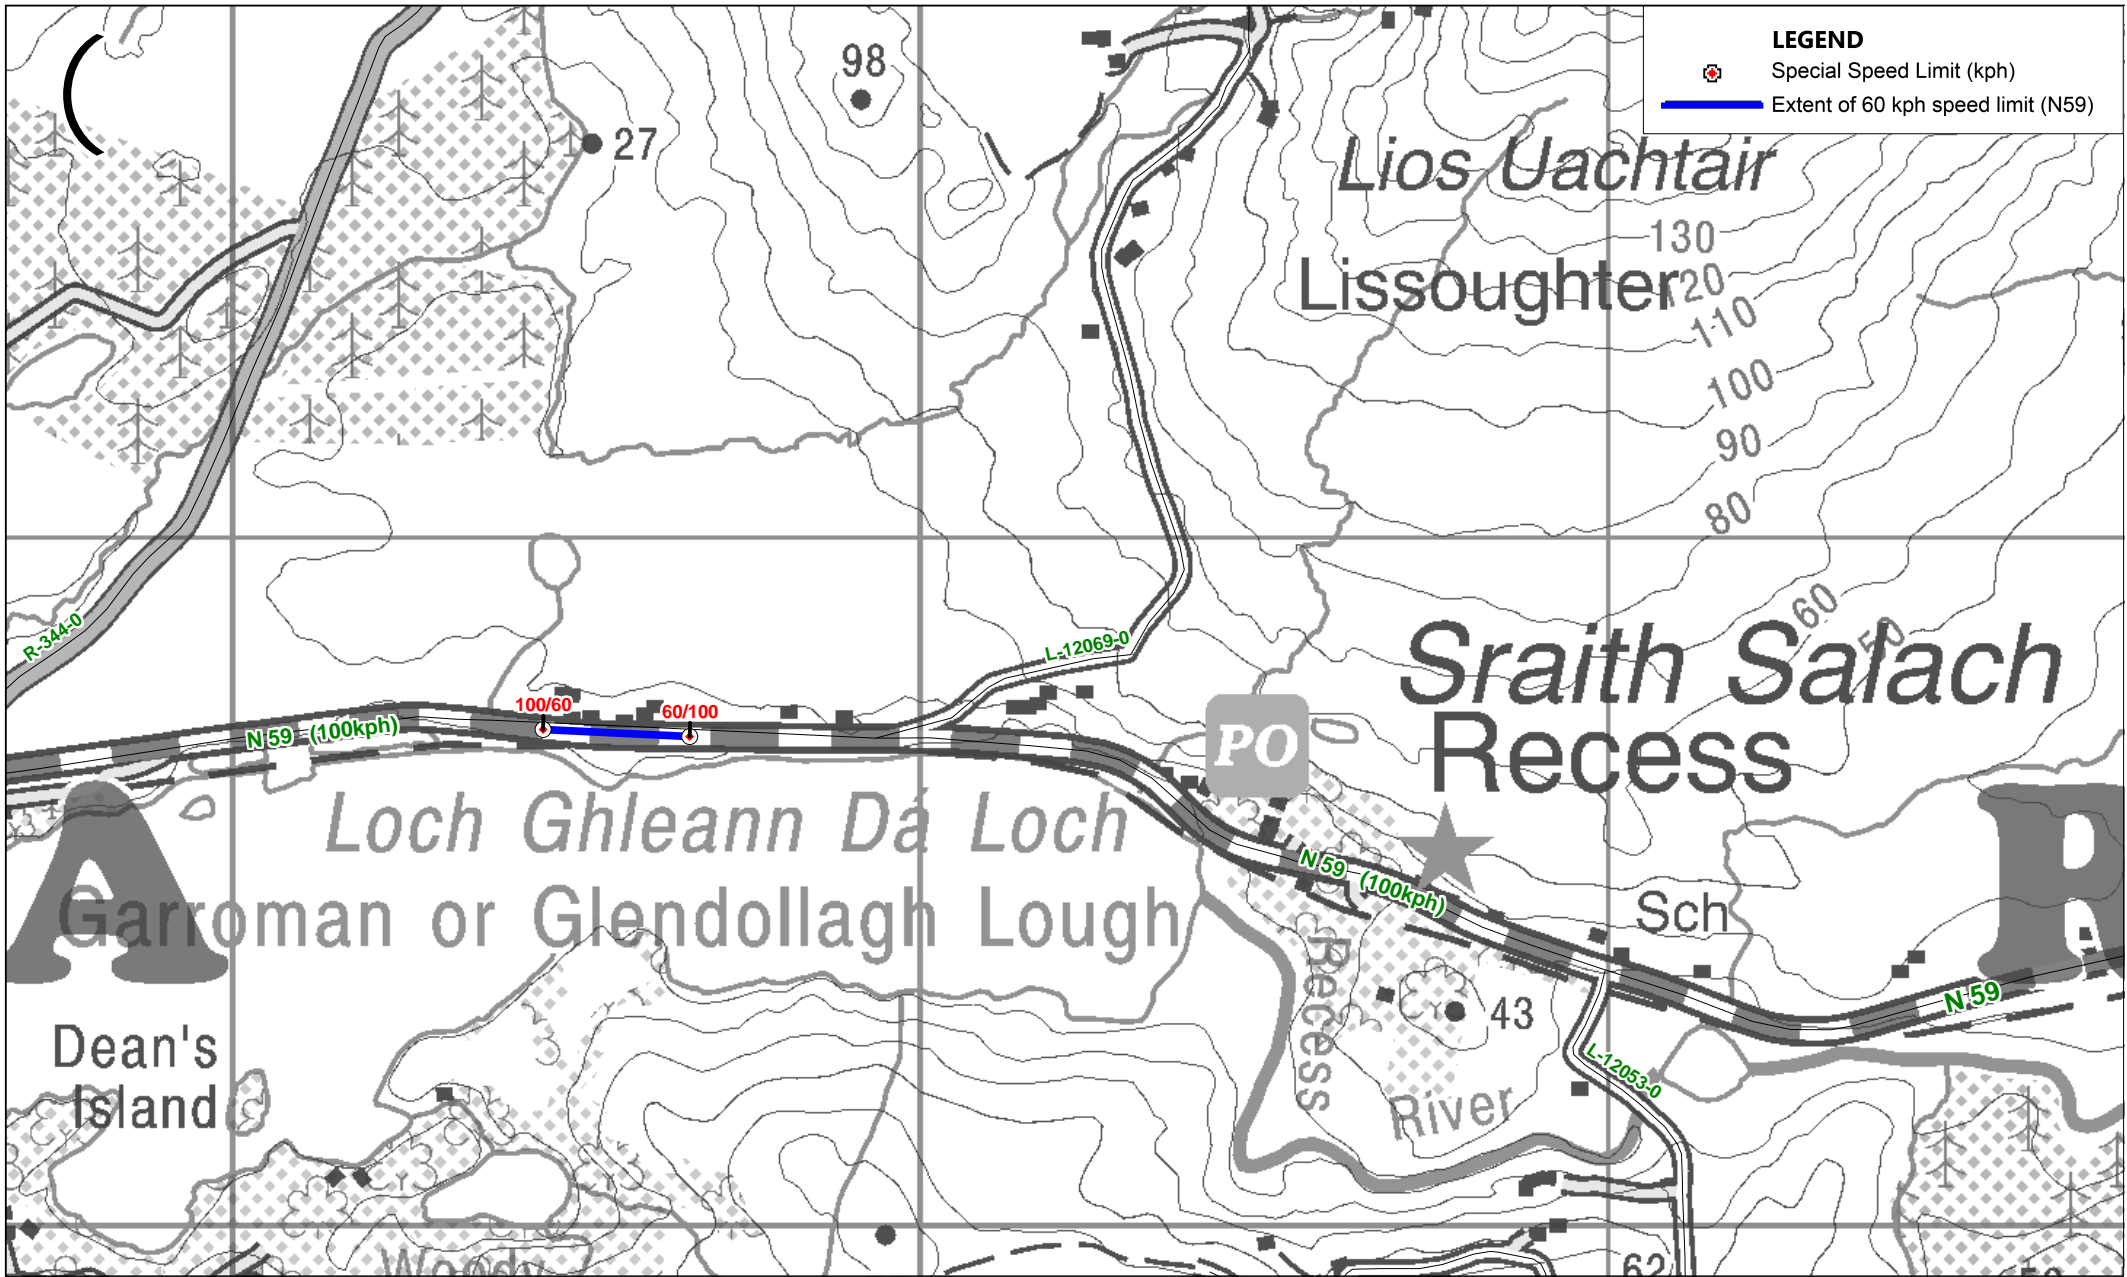 LEGEND
Special Speed Limit (kph)
Extent of 60 kph speed limit (N59)
98
27
Lios Uachtair
130
Lissoughter
120
110
100
90
80
60
50
R-344-0
L-12069-0
Sraith Salach
Recess
100/60
60/100
N 59 (100kph)
PO
Loch Ghleann Dá Loch
A
R
N 59 (100kph)
Garroman or Glendollagh Lough
Sch
Recess
River
43
N 59
Dean's
Island
L-12053-0
62